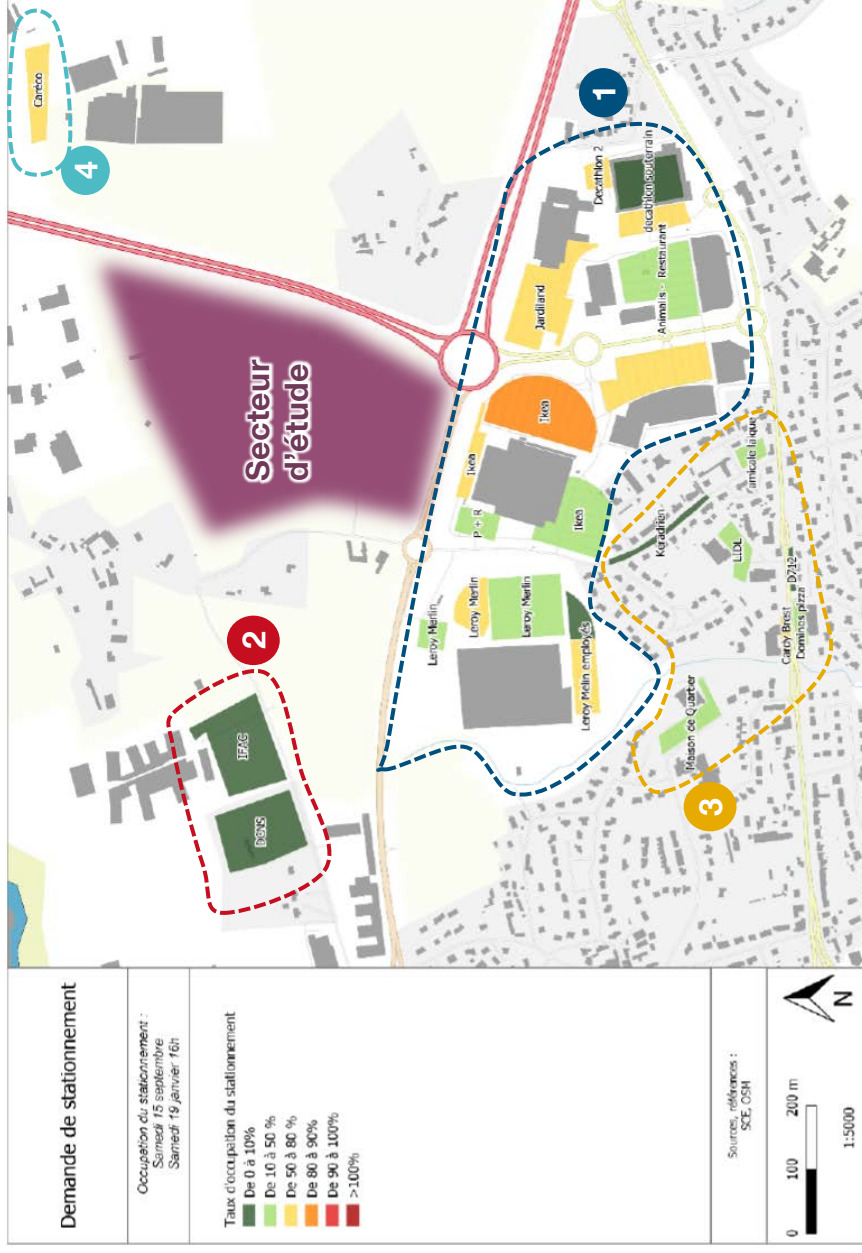 Demande de stationnement
Occupation du stationnement :
Samedi 15 septembre
Samedi 19 janvier 16h
Taux d'occupation du stationnement
De 0 à 10%
De 10 à 50 %
De 50 à 80 %
De 80 à 90%
De 90 à 100%
>100%
Sources, références :
SCE, OSM
0 100 200 m
1:5000
N
Secteur
d'étude
1
2
3
4
Caréco
IFAC
DCNS
Decathlon 2
decathlon souterrain
Jardiland
Animalis - Restaurant
Ikea
Ikea
Ikea
P + R
Leroy Merlin
Leroy Merlin
Leroy Merlin
Leroy Melin employés
Keradrien
amicale laique
LIDL
D712
Cardy Brest
Dominos pizza
Maison de Quartier